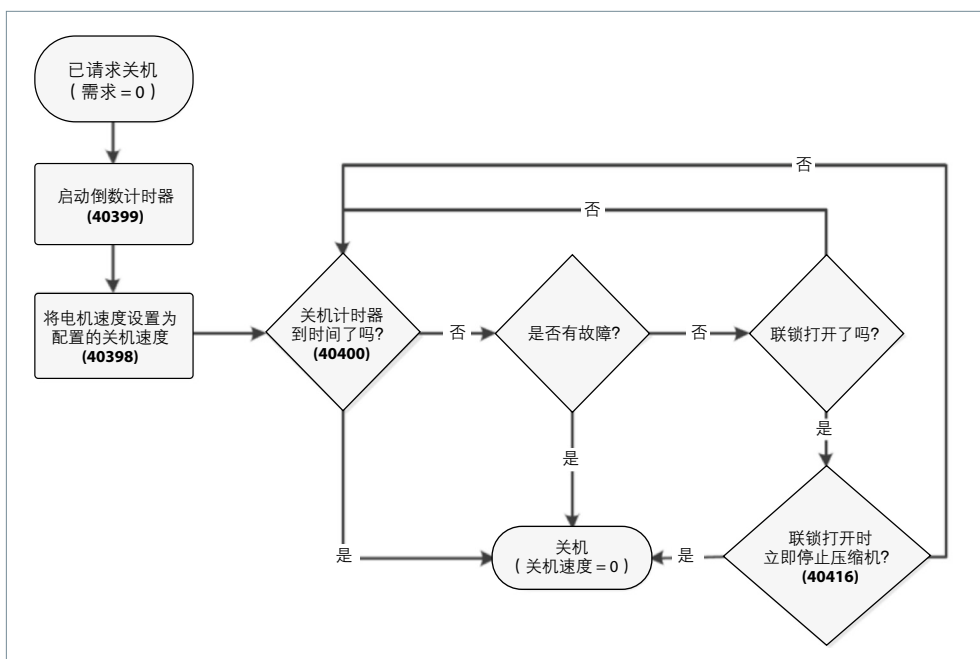 已请求关机
（需求=0）
启动倒数计时器
(40399)
将电机速度设置为
配置的关机速度
(40398)
关机计时器
到时间了吗?
(40400)
否
是否有故障?
否
联锁打开了吗?
否
否
是
是
是
联锁打开时
立即停止压缩机?
(40416)
是
关机
（关机速度=0）